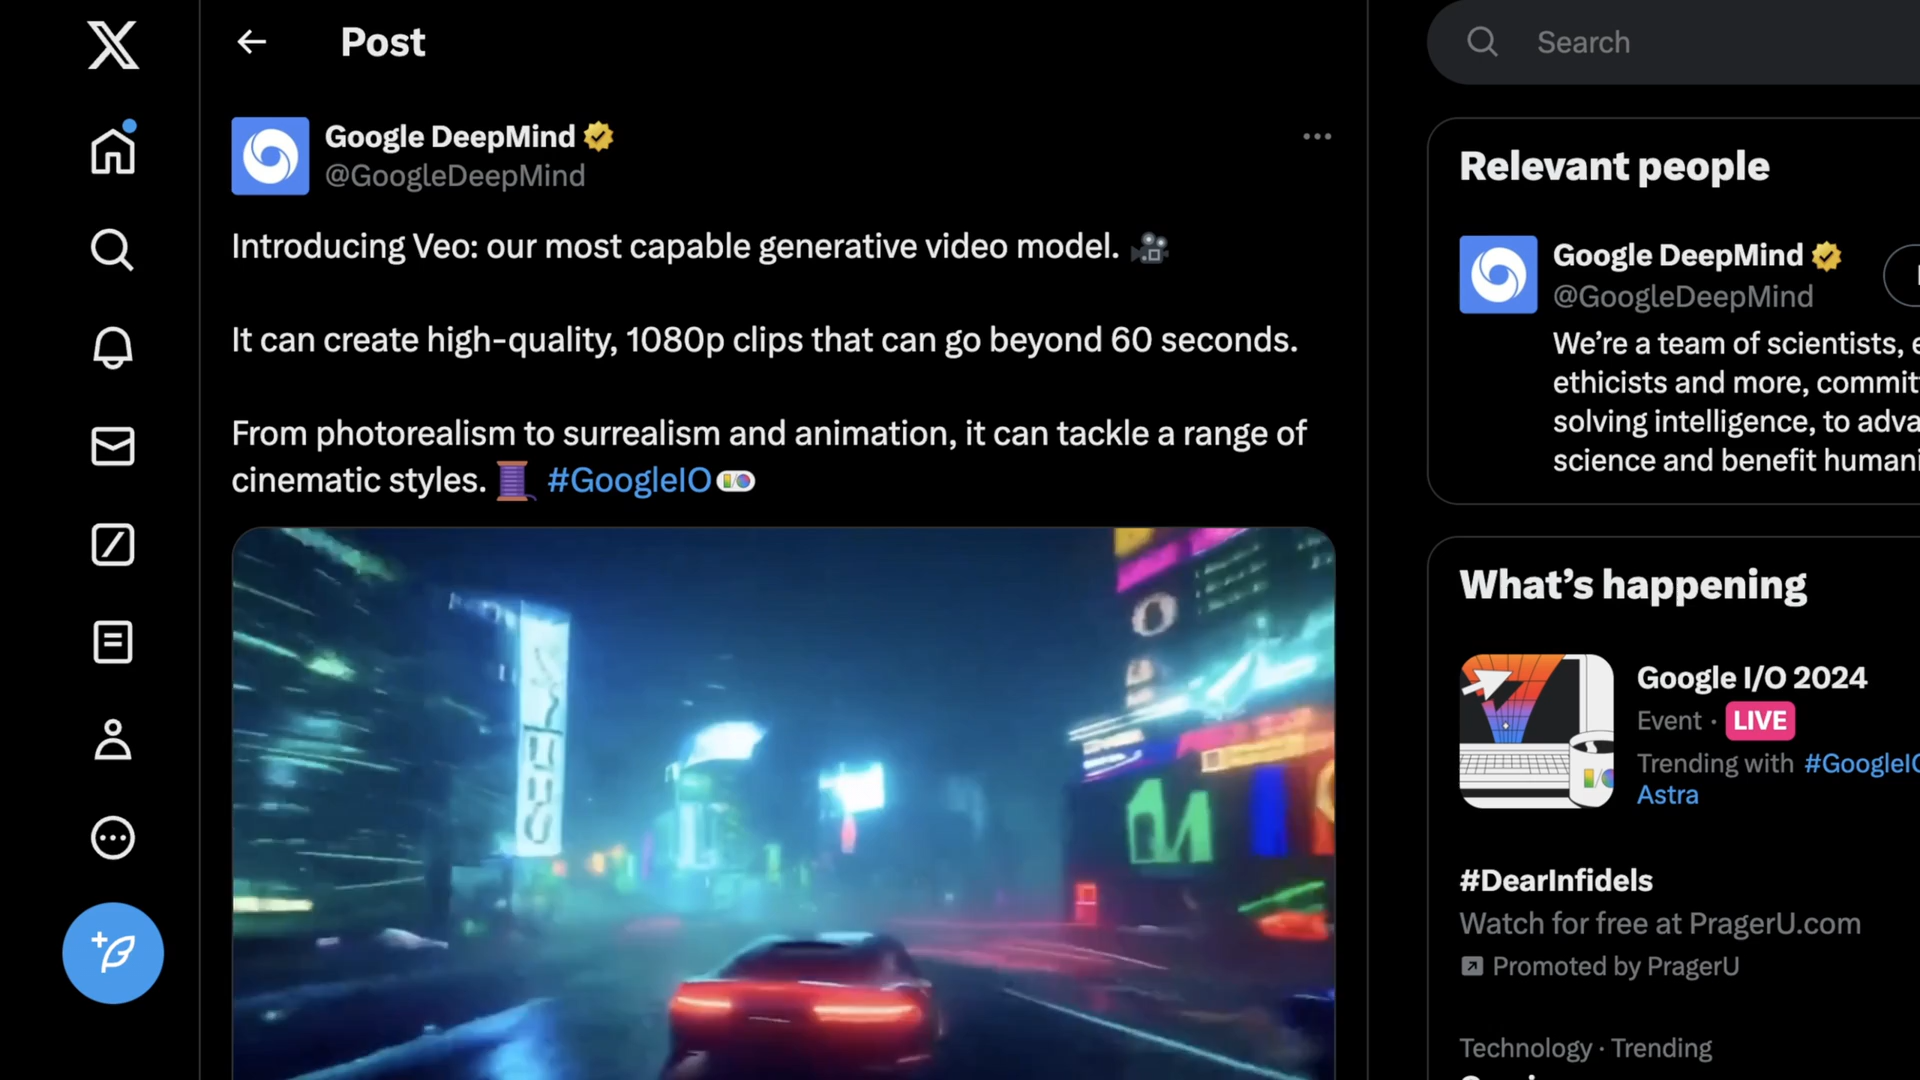 Post
Search
Google DeepMind
@GoogleDeepMind
Introducing Veo: our most capable generative video model. 🎥
It can create high-quality, 1080p clips that can go beyond 60 seconds.
From photorealism to surrealism and animation, it can tackle a range of
cinematic styles. 🧵 #GoogleIO
I/O
Relevant people
Google DeepMind
@GoogleDeepMind
We’re a team of scientists,
ethicists and more,
solving intelligence, to
science and benefit
What’s happening
Google I/O 2024
Event · LIVE
Trending with
Astra
I/O
#DearInfidels
Watch for free at PragerU.com
Promoted by PragerU
Technology · Trending